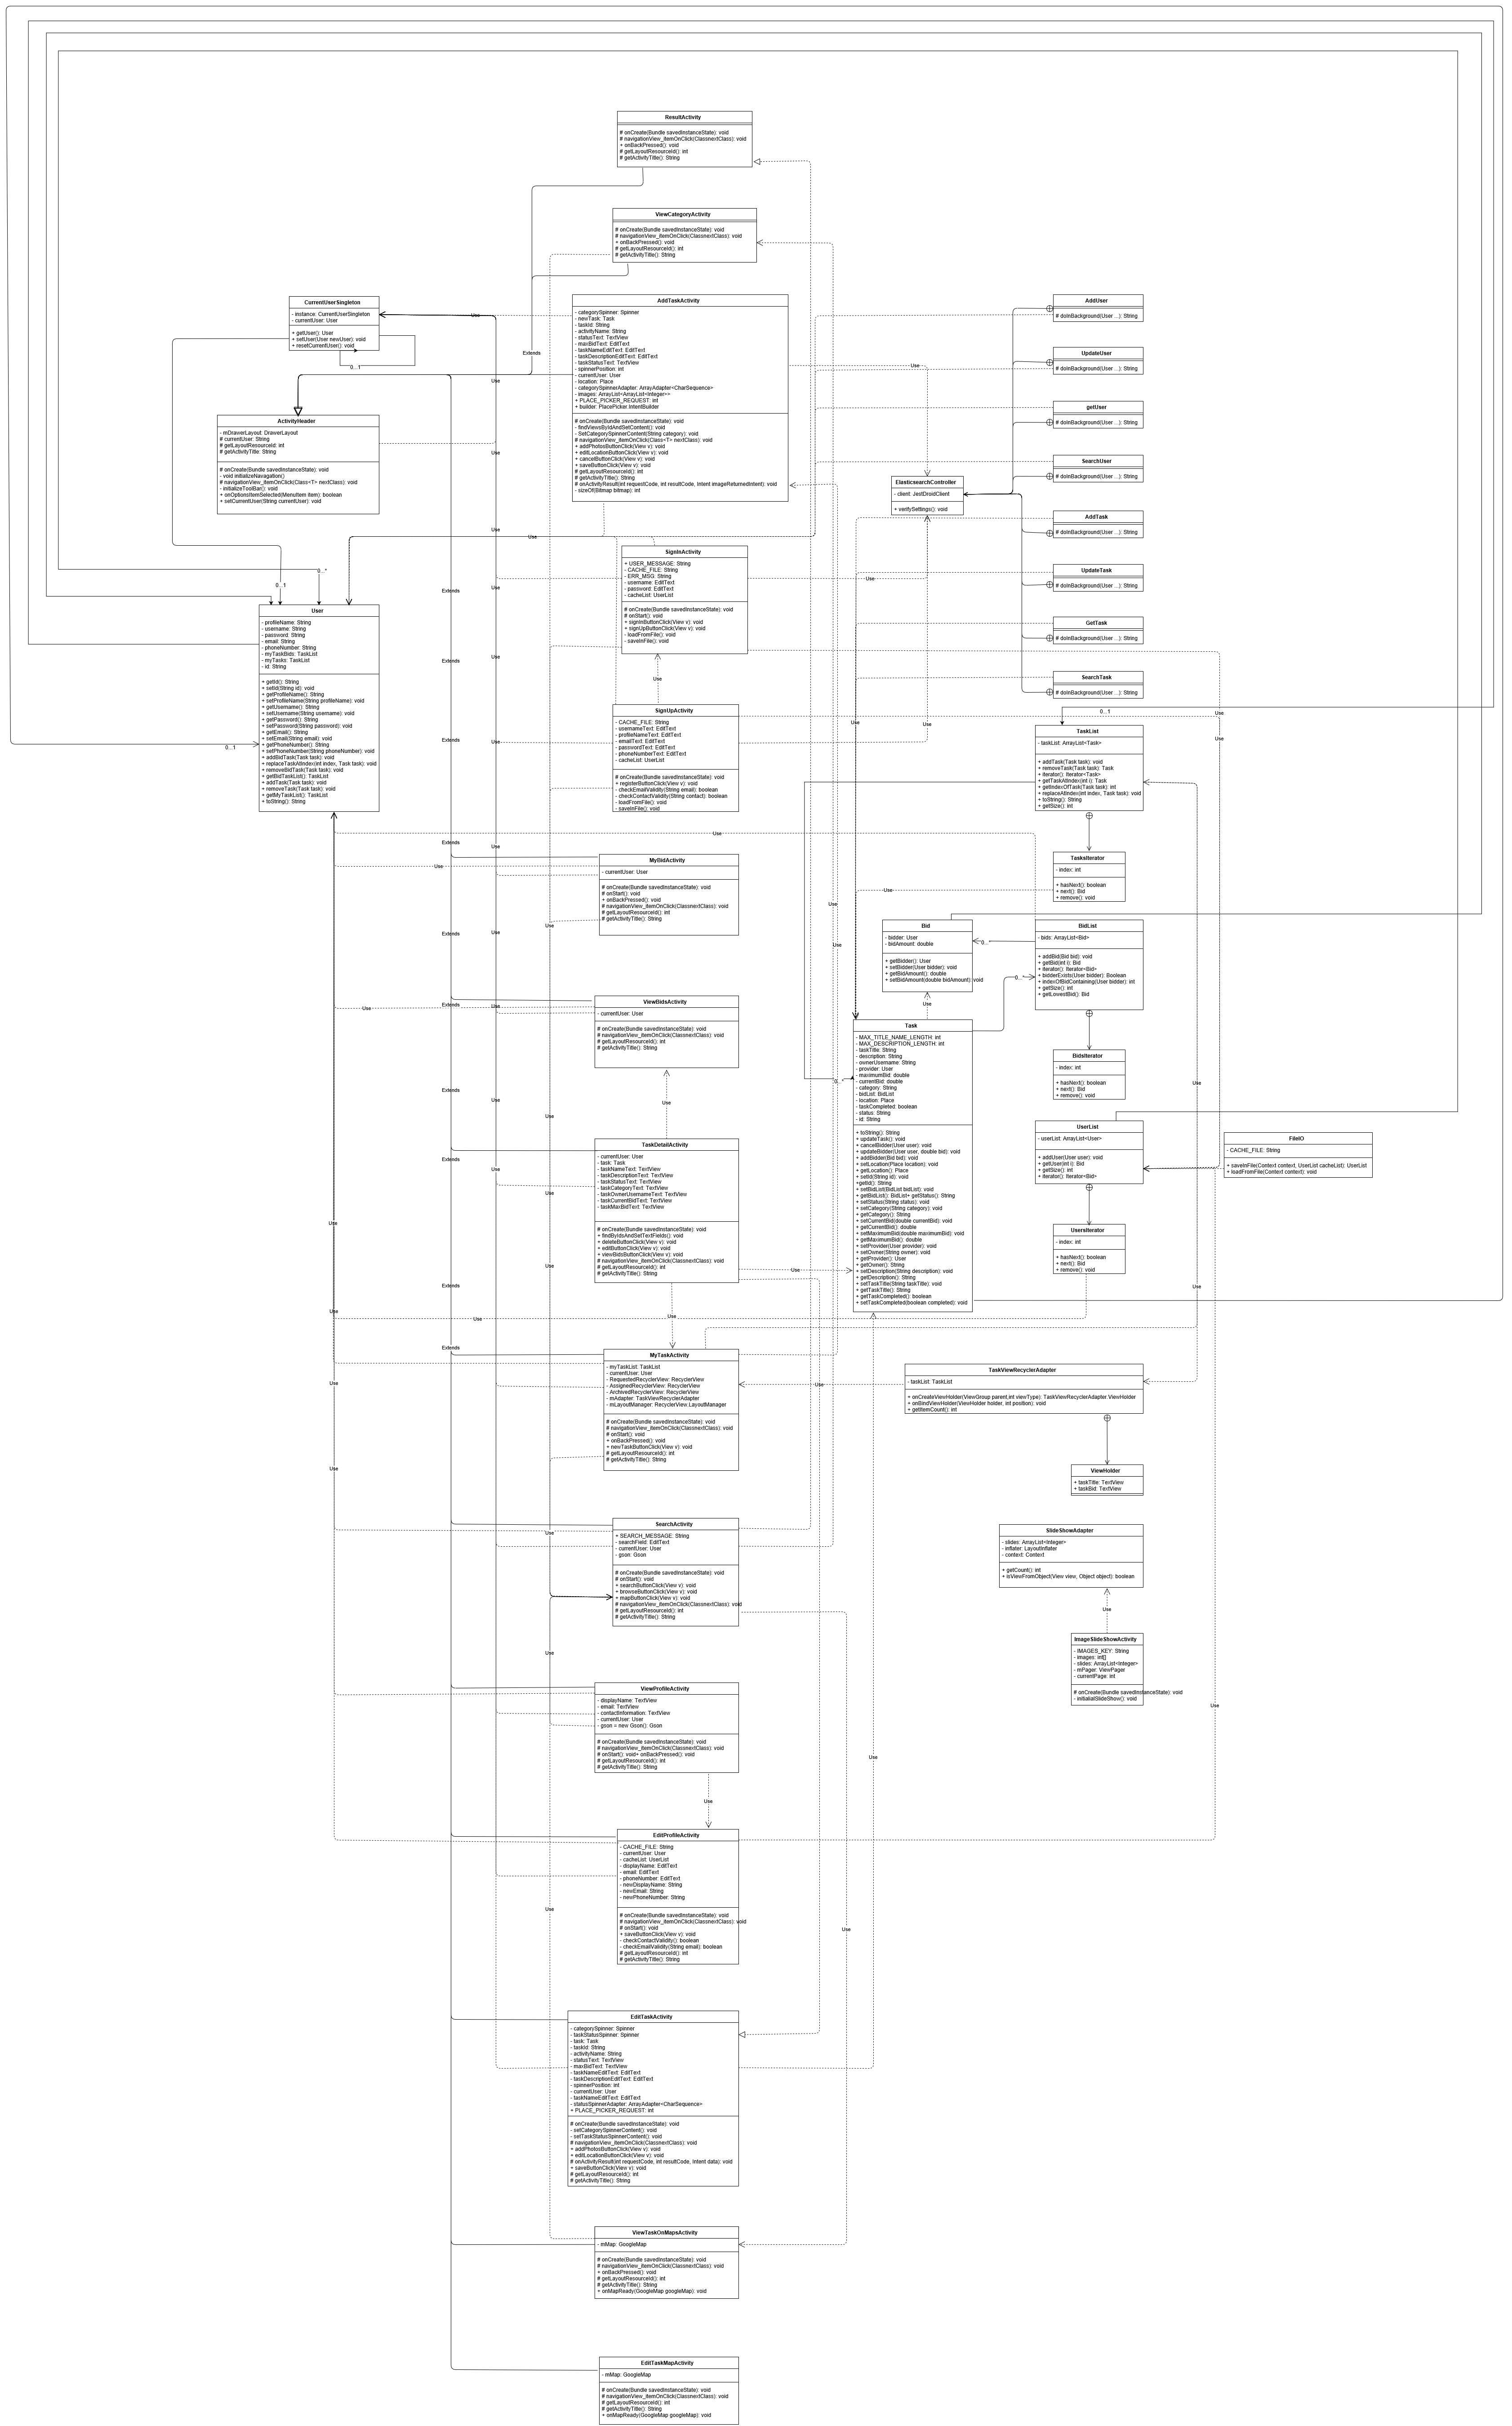 ResultActivity
# onCreate(Bundle savedInstanceState): void
# navigationView_itemOnClick(ClassnextClass): void
+ onBackPressed(): void
# getLayoutResourceId(): int
# getActivityTitle(): String
ViewCategoryActivity
# onCreate(Bundle savedInstanceState): void
# navigationView_itemOnClick(ClassnextClass): void
+ onBackPressed(): void
# getLayoutResourceId(): int
# getActivityTitle(): String
CurrentUserSingleton
- instance: CurrentUserSingleton
- currentUser: User
+ getUser(): User
+ setUser(User newUser): void
+ resetCurrentUser(): void
0...1
Use
Extends
Use
AddTaskActivity
- categorySpinner: Spinner
- newTask: Task
- taskId: String
- activityName: String
- statusText: TextView
- maxBidText: EditText
- taskNameEditText: EditText
- taskDescriptionEditText: EditText
- taskStatusText: TextView
- spinnerPosition: int
- currentUser: User
- location: Place
- categorySpinnerAdapter: ArrayAdapter<CharSequence>
- images: ArrayList<ArrayList<Integer>>
+ PLACE_PICKER_REQUEST: int
+ builder: PlacePicker.IntentBuilder
# onCreate(Bundle savedInstanceState): void
- findViewsByIdAndSetContent(): void
- SetCategorySpinnerContent(String category): void
# navigationView_itemOnClick(Class<T> nextClass): void
+ addPhotosButtonClick(View v): void
+ editLocationButtonClick(View v): void
+ cancelButtonClick(View v): void
+ saveButtonClick(View v): void
# getLayoutResourceId(): int
# getActivityTitle(): String
# onActivityResult(int requestCode, int resultCode, Intent imageReturnedIntent): void
- sizeOf(Bitmap bitmap): int
Use
AddUser
# doInBackground(User ...): String
UpdateUser
# doInBackground(User ...): String
getUser
# doInBackground(User ...): String
SearchUser
# doInBackground(User ...): String
AddTask
# doInBackground(User ...): String
UpdateTask
# doInBackground(User ...): String
GetTask
# doInBackground(User ...): String
SearchTask
# doInBackground(User ...): String
ElasticsearchController
- client: JestDroidClient
+ verifySettings(): void
ActivityHeader
- mDrawerLayout: DrawerLayout
# currentUser: String
# getLayoutResourceId: int
# getActivityTitle: String
# onCreate(Bundle savedInstanceState): void
- void initializeNavagation()
# navigationView_itemOnClick(Class<T> nextClass): void
- initializeToolBar(): void
+ onOptionsItemSelected(MenuItem item): boolean
+ setCurrentUser(String currentUser): void
Use
Use
Use
0...*
0...1
Extends
Use
SignInActivity
+ USER_MESSAGE: String
- CACHE_FILE: String
- ERR_MSG: String
- username: EditText
- password: EditText
- cacheList: UserList
# onCreate(Bundle savedInstanceState): void
# onStart(): void
+ signInButtonClick(View v): void
+ signUpButtonClick(View v): void
- loadFromFile(): void
- saveInFile(): void
Use
Use
User
- profileName: String
- username: String
- password: String
- email: String
- phoneNumber: String
- myTaskBids: TaskList
- myTasks: TaskList
- id: String
+ getId(): String
+ setId(String id): void
+ getProfileName(): String
+ setProfileName(String profileName): void
+ getUsername(): String
+ setUsername(String username): void
+ getPassword(): String
+ setPassword(String password): void
+ getEmail(): String
+ setEmail(String email): void
+ getPhoneNumber(): String
+ setPhoneNumber(String phoneNumber): void
+ addBidTask(Task task): void
+ replaceTaskAtIndex(int index, Task task): void
+ removeBidTask(Task task): void
+ getBidTaskList(): TaskList
+ addTask(Task task): void
+ removeTask(Task task): void
+ getMyTaskList(): TaskList
+ toString(): String
0...1
Extends
Use
Extends
Use
SignUpActivity
- CACHE_FILE: String
- usernameText: EditText
- profileNameText: EditText
- emailText: EditText
- passwordText: EditText
- phoneNumberText: EditText
- cacheList: UserList
# onCreate(Bundle savedInstanceState): void
+ registerButtonClick(View v): void
- checkEmailValidity(String email): boolean
- checkContactValidity(String contact): boolean
- loadFromFile(): void
- saveInFile(): void
Use
Use
Use
Use
0...1
TaskList
- taskList: ArrayList<Task>
+ addTask(Task task): void
+ removeTask(Task task): Task
+ iterator(): Iterator<Task>
+ getTaskAtIndex(int i): Task
+ getIndexOfTask(Task task): int
+ replaceAtIndex(int index, Task task): void
+ toString(): String
+ getSize(): int
Use
Use
Use
TasksIterator
- index: int
+ hasNext(): boolean
+ next(): Bid
+ remove(): void
Use
Extends
Use
Use
MyBidActivity
- currentUser: User
# onCreate(Bundle savedInstanceState): void
# onStart(): void
+ onBackPressed(): void
# navigationView_itemOnClick(ClassnextClass): void
# getLayoutResourceId(): int
# getActivityTitle(): String
Use
Use
Extends
Use
Use
Bid
- bidder: User
- bidAmount: double
+ getBidder(): User
+ setBidder(User bidder): void
+ getBidAmount(): double
+ setBidAmount(double bidAmount): void
0...*
BidList
- bids: ArrayList<Bid>
+ addBid(Bid bid): void
+ getBid(int i): Bid
+ iterator(): Iterator<Bid>
+ bidderExists(User bidder): Boolean
+ indexOfBidContaining(User bidder): int
+ getSize(): int
+ getLowestBid(): Bid
0...*
Use
BidsIterator
- index: int
+ hasNext(): boolean
+ next(): Bid
+ remove(): void
Extends
Use
Use
ViewBidsActivity
- currentUser: User
# onCreate(Bundle savedInstanceState): void
# navigationView_itemOnClick(ClassnextClass): void
# getLayoutResourceId(): int
# getActivityTitle(): String
Use
Extends
Use
Use
Task
- MAX_TITLE_NAME_LENGTH: int
- MAX_DESCRIPTION_LENGTH: int
- taskTitle: String
- description: String
- ownerUsername: String
- provider: User
- maximumBid: double
- currentBid: double
- category: String
- bidList: BidList
- location: Place
- taskCompleted: boolean
- status: String
- id: String
+ toString(): String
+ updateTask(): void
+ cancelBidder(User user): void
+ updateBidder(User user, double bid): void
+ addBidder(Bid bid): void
+ setLocation(Place location): void
+ getLocation(): Place
+ setId(String id): void
+getId(): String
+ setBidList(BidList bidList): void
+ getBidList(): BidList+ getStatus(): String
+ setStatus(String status): void
+ setCategory(String category): void
+ getCategory(): String
+ setCurrentBid(double currentBid): void
+ getCurrentBid(): double
+ setMaximumBid(double maximumBid): void
+ getMaximumBid(): double
+ setProvider(User provider): void
+ setOwner(String owner): void
+ getProvider(): User
+ getOwner(): String
+ setDescription(String description): void
+ getDescription(): String
+ setTaskTitle(String taskTitle): void
+ getTaskTitle(): String
+ getTaskCompleted(): boolean
+ setTaskCompleted(boolean completed): void
0...*
Use
UserList
- userList: ArrayList<User>
+ addUser(User user): void
+ getUser(int i): Bid
+ getSize(): int
+ iterator(): Iterator<Bid>
FileIO
- CACHE_FILE: String
+ saveInFile(Context context, UserList cacheList): UserList
+ loadFromFile(Context context): void
UsersIterator
- index: int
+ hasNext(): boolean
+ next(): Bid
+ remove(): void
Extends
Use
Use
TaskDetailActivity
- currentUser: User
- task: Task
- taskNameText: TextView
- taskDescriptionText: TextView
- taskStatusText: TextView
- taskCategoryText: TextView
- taskOwnerUsernameText: TextView
- taskCurrentBidText: TextView
- taskMaxBidText: TextView
# onCreate(Bundle savedInstanceState): void
+ findByIdsAndSetTextFields(): void
+ deleteButtonClick(View v): void
+ editButtonClick(View v): void
+ viewBidsButtonClick(View v): void
# navigationView_itemOnClick(ClassnextClass): void
# getLayoutResourceId(): int
# getActivityTitle(): String
Use
Use
Extends
Use
Use
Use
Use
Use
Extends
Use
MyTaskActivity
- myTaskList: TaskList
- currentUser: User
- RequestedRecyclerView: RecyclerView
- AssignedRecyclerView: RecyclerView
- ArchivedRecyclerView: RecyclerView
- mAdapter: TaskViewRecyclerAdapter
- mLayoutManager: RecyclerView.LayoutManager
# onCreate(Bundle savedInstanceState): void
# navigationView_itemOnClick(ClassnextClass): void
# onStart(): void
+ onBackPressed(): void
+ newTaskButtonClick(View v): void
# getLayoutResourceId(): int
# getActivityTitle(): String
Use
TaskViewRecyclerAdapter
- taskList: TaskList
+ onCreateViewHolder(ViewGroup parent,int viewType): TaskViewRecyclerAdapter.ViewHolder
+ onBindViewHolder(ViewHolder holder, int position): void
+ getItemCount(): int
ViewHolder
+ taskTitle: TextView
+ taskBid: TextView
Use
Use
SearchActivity
+ SEARCH_MESSAGE: String
- searchField: EditText
- currentUser: User
- gson: Gson
# onCreate(Bundle savedInstanceState): void
# onStart(): void
+ searchButtonClick(View v): void
+ browseButtonClick(View v): void
+ mapButtonClick(View v): void
# navigationView_itemOnClick(ClassnextClass): void
# getLayoutResourceId(): int
# getActivityTitle(): String
SlideShowAdapter
- slides: ArrayList<Integer>
- inflater: LayoutInflater
- context: Context
+ getCount(): int
+ isViewFromObject(View view, Object object): boolean
Use
ImageSlideShowActivity
- IMAGES_KEY: String
- images: int[]
- slides: ArrayList<Integer>
- mPager: ViewPager
- currentPage: int
# onCreate(Bundle savedInstanceState): void
- initialialSlideShow(): void
Use
Use
ViewProfileActivity
- displayName: TextView
- email: TextView
- contactInformation: TextView
- currentUser: User
- gson = new Gson(): Gson
# onCreate(Bundle savedInstanceState): void
# navigationView_itemOnClick(ClassnextClass): void
# onStart(): void+ onBackPressed(): void
# getLayoutResourceId(): int
# getActivityTitle(): String
Use
Use
EditProfileActivity
- CACHE_FILE: String
- currentUser: User
- cacheList: UserList
- displayName: EditText
- email: EditText
- phoneNumber: EditText
- newDisplayName: String
- newEmail: String
- newPhoneNumber: String
# onCreate(Bundle savedInstanceState): void
# navigationView_itemOnClick(ClassnextClass): void
# onStart(): void
+ saveButtonClick(View v): void
- checkContactValidity(): boolean
- checkEmailValidity(String email): boolean
# getLayoutResourceId(): int
# getActivityTitle(): String
Use
Use
EditTaskActivity
- categorySpinner: Spinner
- taskStatusSpinner: Spinner
- task: Task
- taskId: String
- activityName: String
- statusText: TextView
- maxBidText: TextView
- taskNameEditText: EditText
- taskDescriptionEditText: EditText
- spinnerPosition: int
- currentUser: User
- taskNameEditText: EditText
- statusSpinnerAdapter: ArrayAdapter<CharSequence>
+ PLACE_PICKER_REQUEST: int
# onCreate(Bundle savedInstanceState): void
- setCategorySpinnerContent(): void
- setTaskStatusSpinnerContent(): void
# navigationView_itemOnClick(ClassnextClass): void
+ addPhotosButtonClick(View v): void
+ editLocationButtonClick(View v): void
# onActivityResult(int requestCode, int resultCode, Intent data): void
+ saveButtonClick(View v): void
# getLayoutResourceId(): int
# getActivityTitle(): String
ViewTaskOnMapsActivity
- mMap: GoogleMap
# onCreate(Bundle savedInstanceState): void
# navigationView_itemOnClick(ClassnextClass): void
+ onBackPressed(): void
# getLayoutResourceId(): int
# getActivityTitle(): String
+ onMapReady(GoogleMap googleMap): void
EditTaskMapActivity
- mMap: GoogleMap
# onCreate(Bundle savedInstanceState): void
# navigationView_itemOnClick(ClassnextClass): void
# getLayoutResourceId(): int
# getActivityTitle(): String
+ onMapReady(GoogleMap googleMap): void